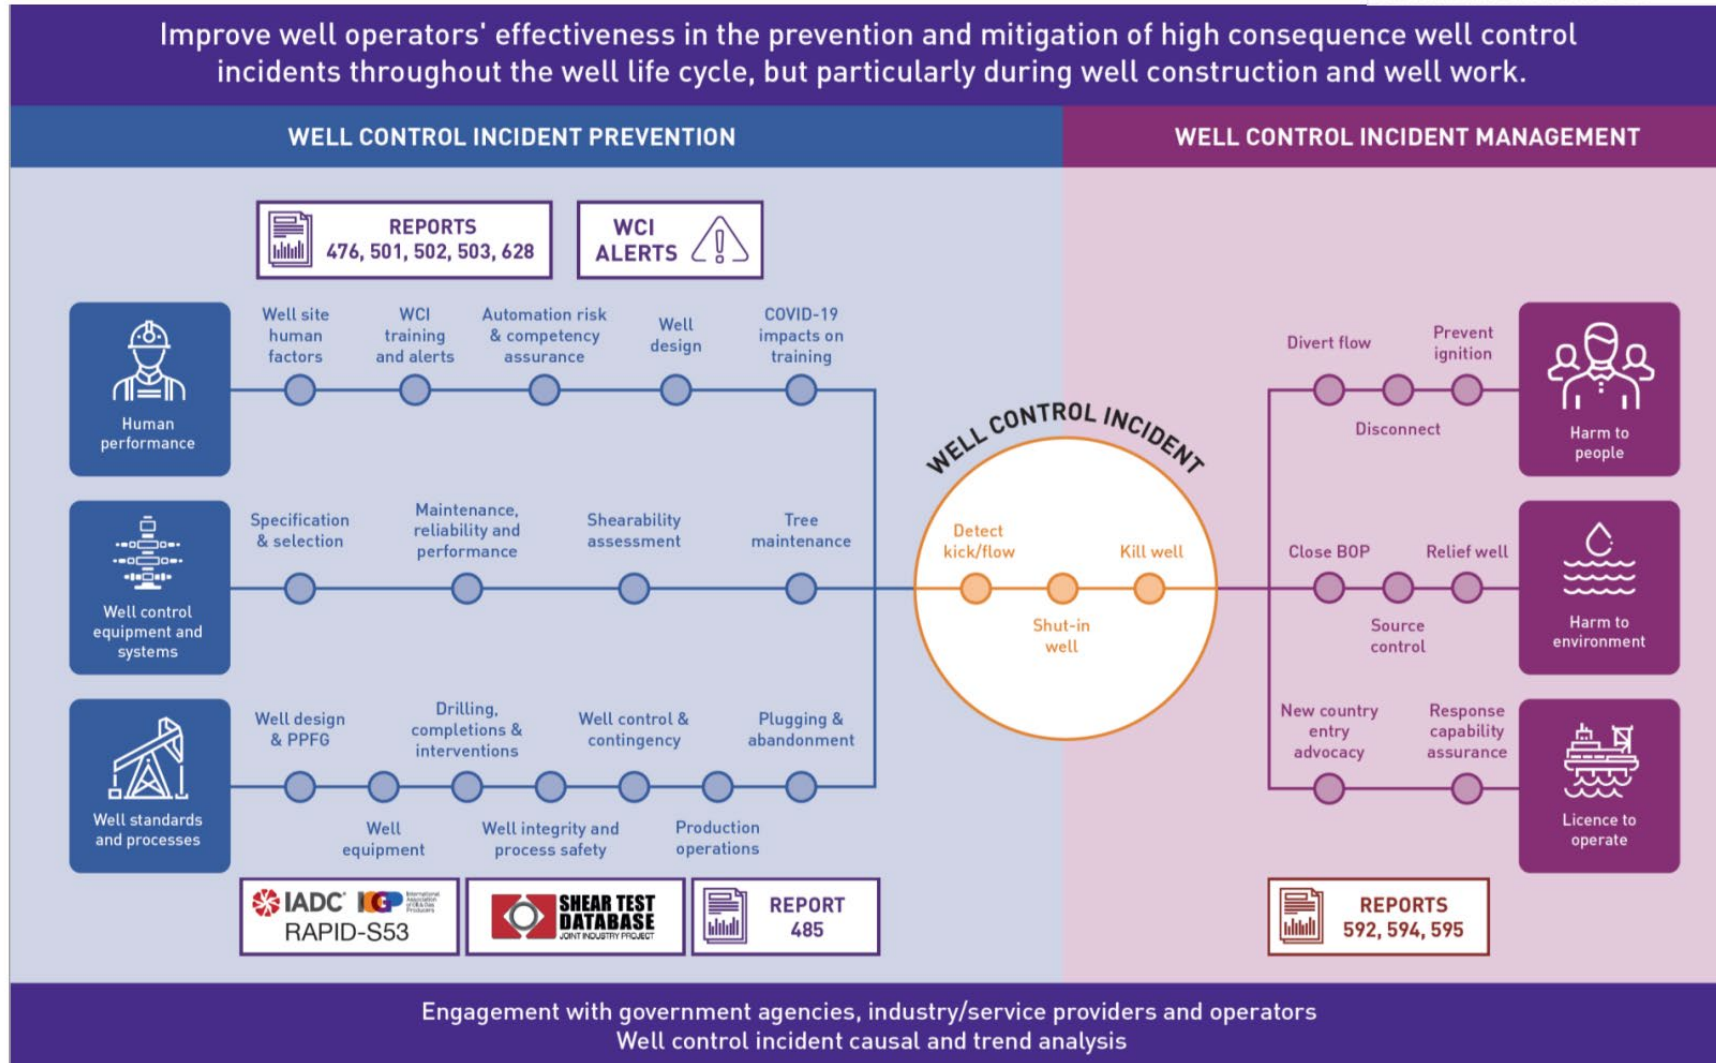 Improve well operators' effectiveness in the prevention and mitigation of high consequence well control
incidents throughout the well life cycle, but particularly during well construction and well work.
WELL CONTROL INCIDENT PREVENTION
WELL CONTROL INCIDENT MANAGEMENT
REPORTS
476, 501, 502, 503, 628
WCI
ALERTS
Human
performance
Well site
human
factors
WCI
training
and alerts
Automation risk
& competency
assurance
Well
design
COVID-19
impacts on
training
Well control
equipment and
systems
Specification
& selection
Maintenance,
reliability and
performance
Shearability
assessment
Tree
maintenance
Well standards
and processes
Well design
& PPFG
Well
equipment
Drilling,
completions &
interventions
Well integrity and
process safety
Well control &
contingency
Production
operations
Plugging &
abandonment
IADC
IOGP
International
Association
of Oil & Gas
Producers
RAPID-S53
SHEAR TEST
DATABASE
JOINT INDUSTRY PROJECT
REPORT
485
WELL CONTROL INCIDENT
Detect
kick/flow
Shut-in
well
Kill well
Divert flow
Disconnect
Prevent
ignition
Harm to
people
Close BOP
Source
control
Relief well
Harm to
environment
New country
entry
advocacy
Response
capability
assurance
Licence to
operate
REPORTS
592, 594, 595
Engagement with government agencies, industry/service providers and operators
Well control incident causal and trend analysis